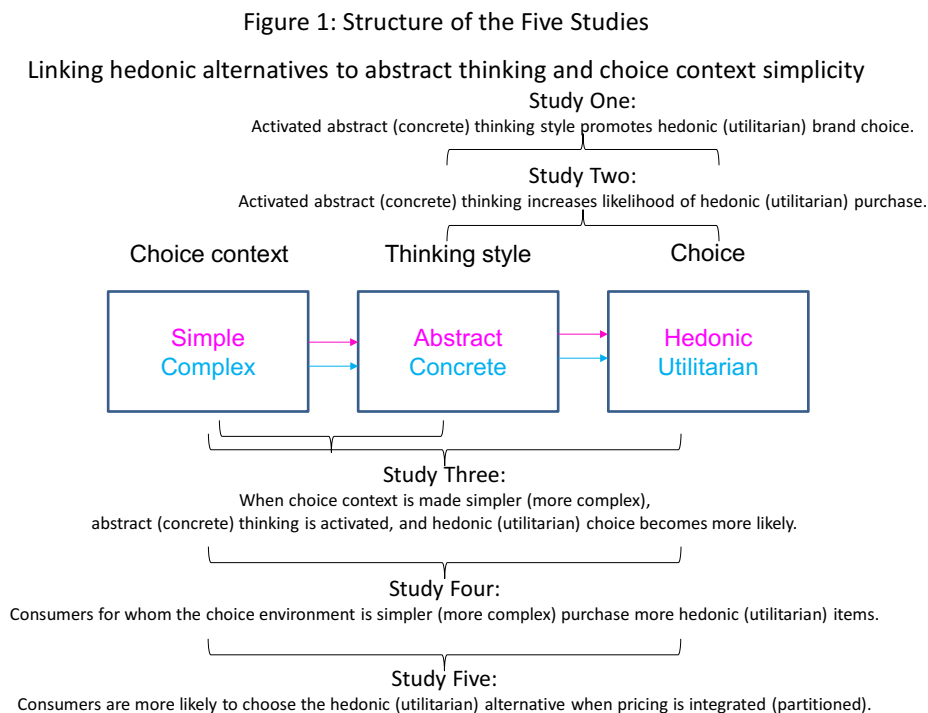 Figure 1: Structure of the Five Studies
Linking hedonic alternatives to abstract thinking and choice context simplicity
Study One:
Activated abstract (concrete) thinking style promotes hedonic (utilitarian) brand choice.
Study Two:
Activated abstract (concrete) thinking increases likelihood of hedonic (utilitarian) purchase.
Choice context
Thinking style
Choice
Simple
Complex
Abstract
Concrete
Hedonic
Utilitarian
Study Three:
When choice context is made simpler (more complex),
abstract (concrete) thinking is activated, and hedonic (utilitarian) choice becomes more likely.
Study Four:
Consumers for whom the choice environment is simpler (more complex) purchase more hedonic (utilitarian) items.
Study Five:
Consumers are more likely to choose the hedonic (utilitarian) alternative when pricing is integrated (partitioned).